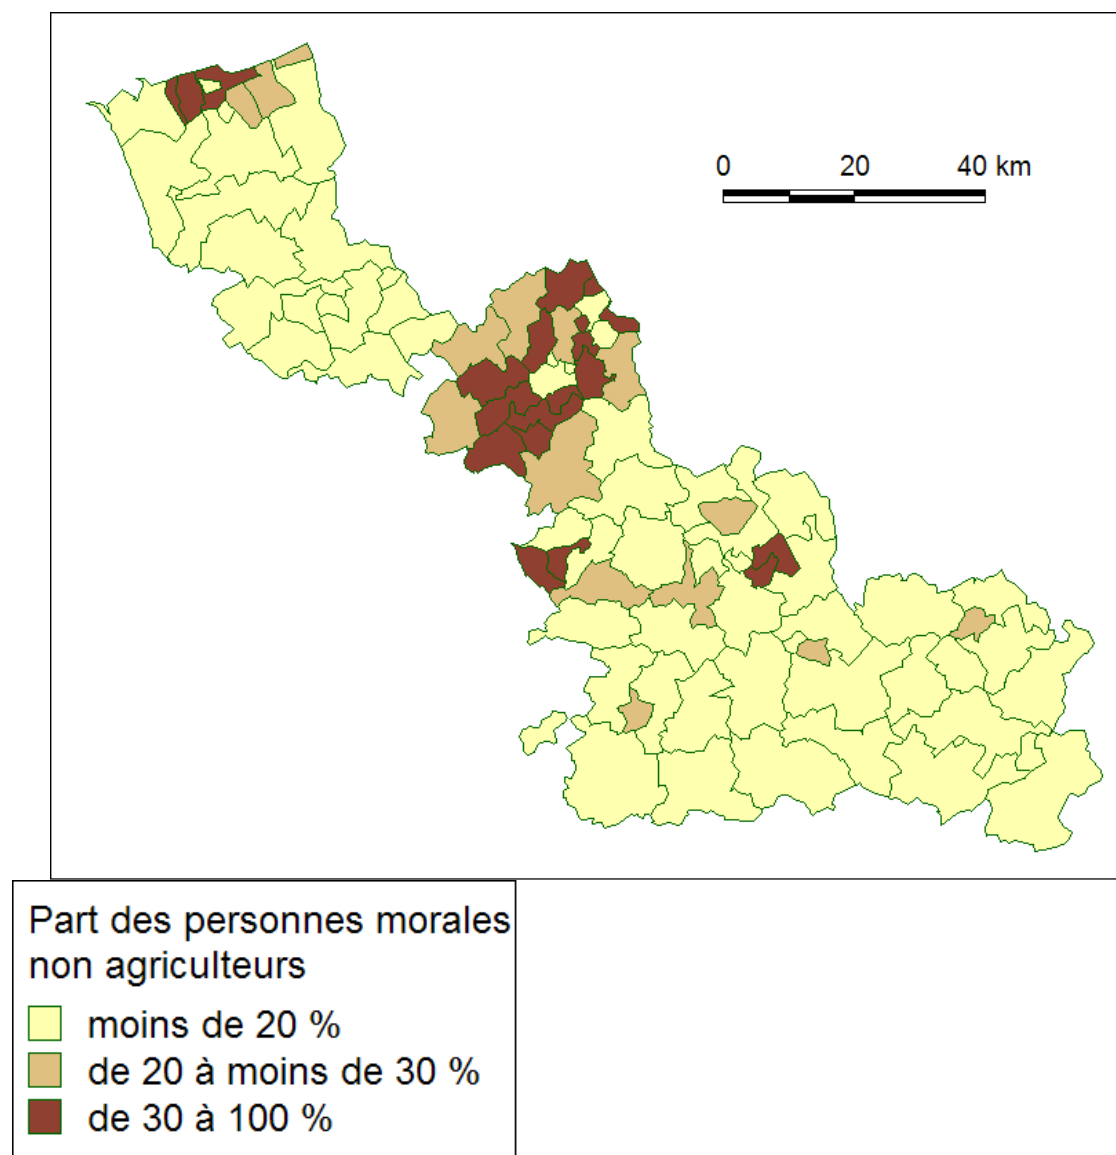 0 20 40 km
Part des personnes morales
non agriculteurs
moins de 20 %
de 20 à moins de 30 %
de 30 à 100 %